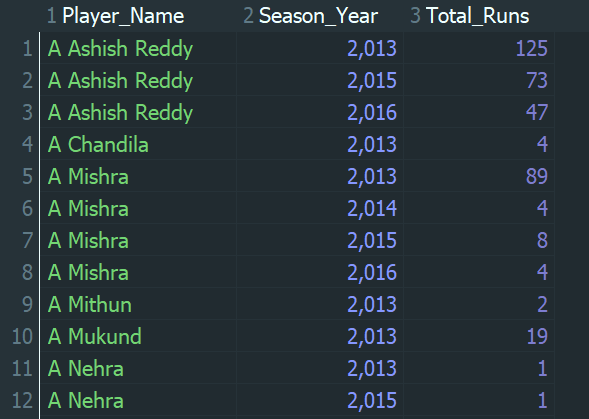 1 Player_Name 2 Season_Year 3 Total_Runs
1 A Ashish Reddy 2,013 125
2 A Ashish Reddy 2,015 73
3 A Ashish Reddy 2,016 47
4 A Chandila 2,013 4
5 A Mishra 2,013 89
6 A Mishra 2,014 4
7 A Mishra 2,015 8
8 A Mishra 2,016 4
9 A Mithun 2,013 2
10 A Mukund 2,013 19
11 A Nehra 2,013 1
12 A Nehra 2,015 1